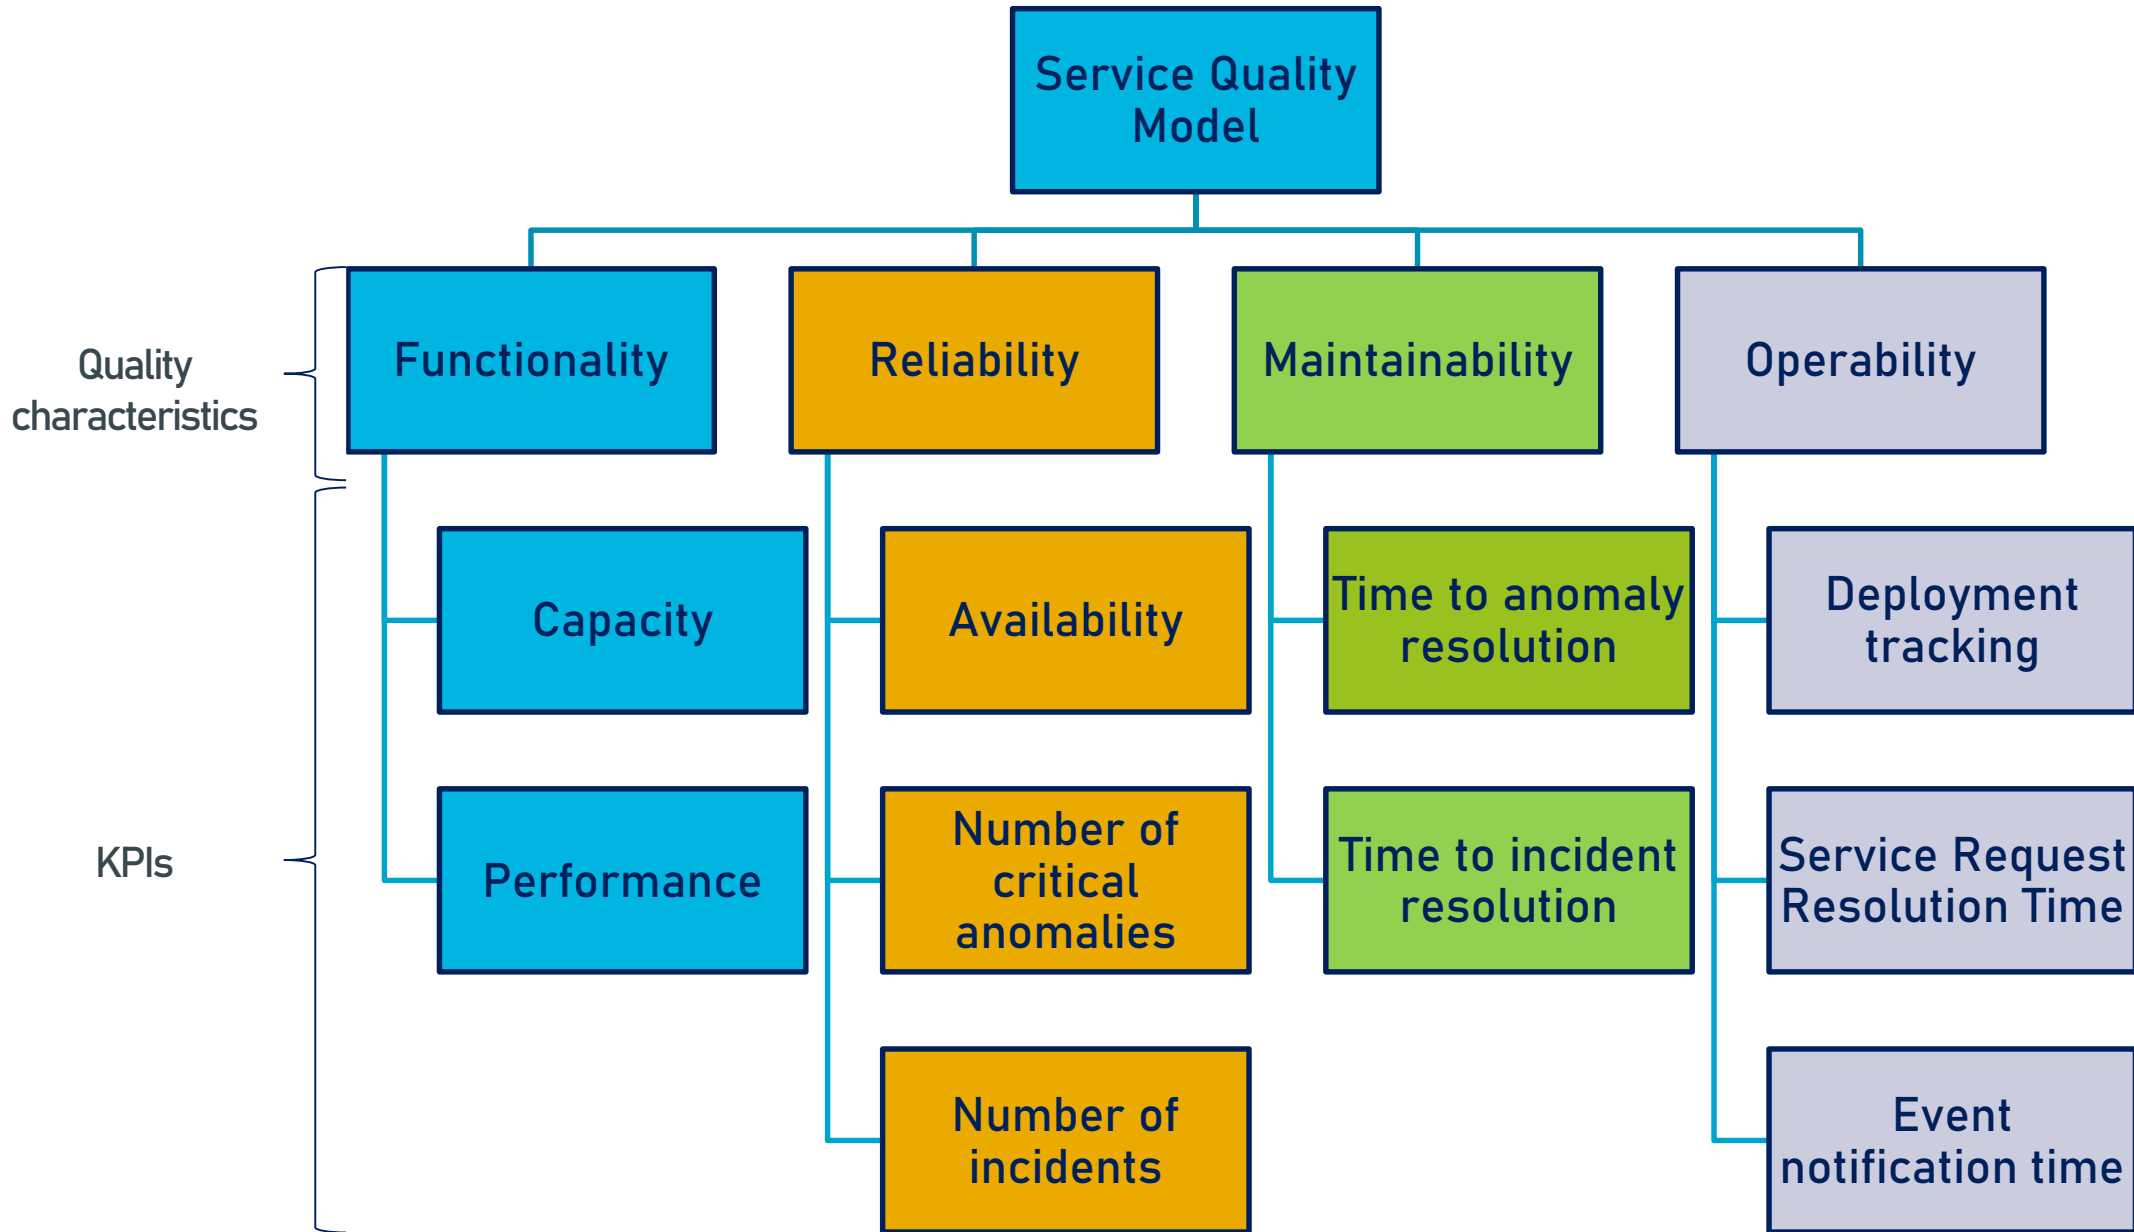 Service Quality
Model
Quality
characteristics
Functionality
Reliability
Maintainability
Operability
KPIs
Capacity
Availability
Time to anomaly
resolution
Deployment
tracking
Performance
Number of
critical
anomalies
Time to incident
resolution
Service Request
Resolution Time
Number of
incidents
Event
notification time